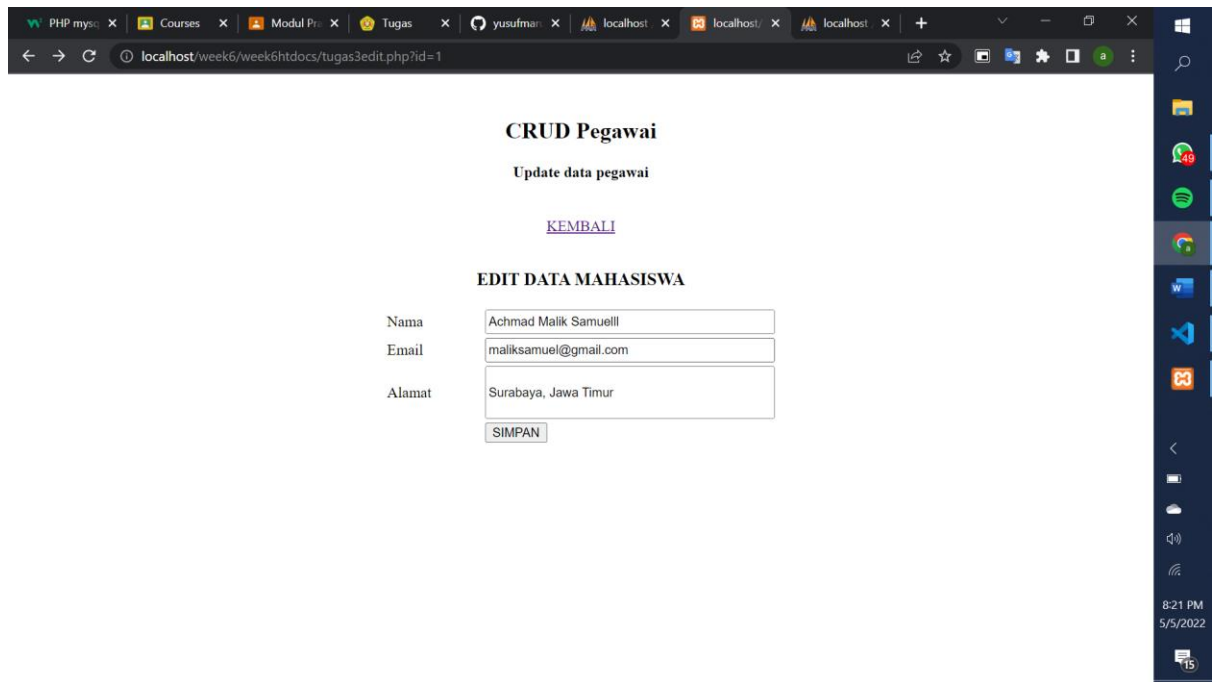 PHP mysq
Courses
Modul Pra
Tugas
yusufman
localhost
localhost/
localhost
localhost/week6/week6htdocs/tugas3edit.php?id=1
a
CRUD Pegawai
Update data pegawai
KEMBALI
EDIT DATA MAHASISWA
Nama Achmad Malik Samuelll
Email maliksamuel@gmail.com
Alamat Surabaya, Jawa Timur
SIMPAN
49
8:21 PM
5/5/2022
15